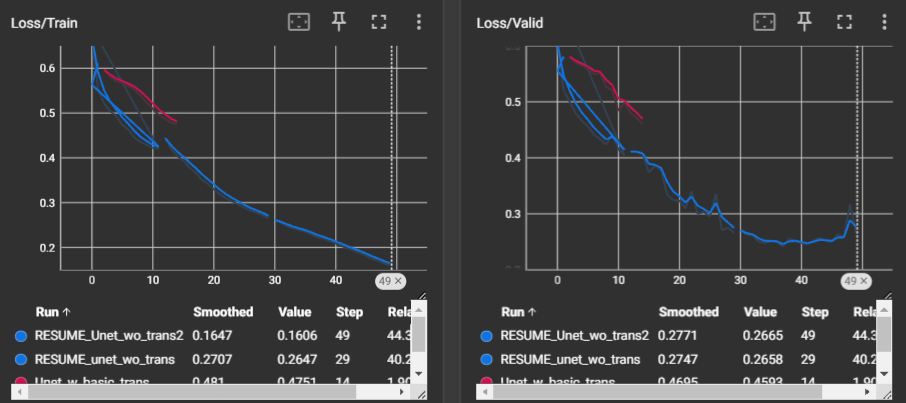 Loss/Train
0.6
0.5
0.4
0.3
0.2
0 10 20 30 40
49 ×
Run ↑ Smoothed Value Step Rela
RESUME_Unet_wo_trans2 0.1647 0.1606 49 44.3
RESUME_unet_wo_trans 0.2707 0.2647 29 40.2
Unet_w_basic_trans 0.481 0.4751 14 1.90
Loss/Valid
0.5
0.4
0.3
0 10 20 30 40
49 ×
Run ↑ Smoothed Value Step Rela
RESUME_Unet_wo_trans2 0.2771 0.2665 49 44.3
RESUME_unet_wo_trans 0.2747 0.2658 29 40.2
Unet_w_basic_trans 0.4695 0.4593 14 1.90